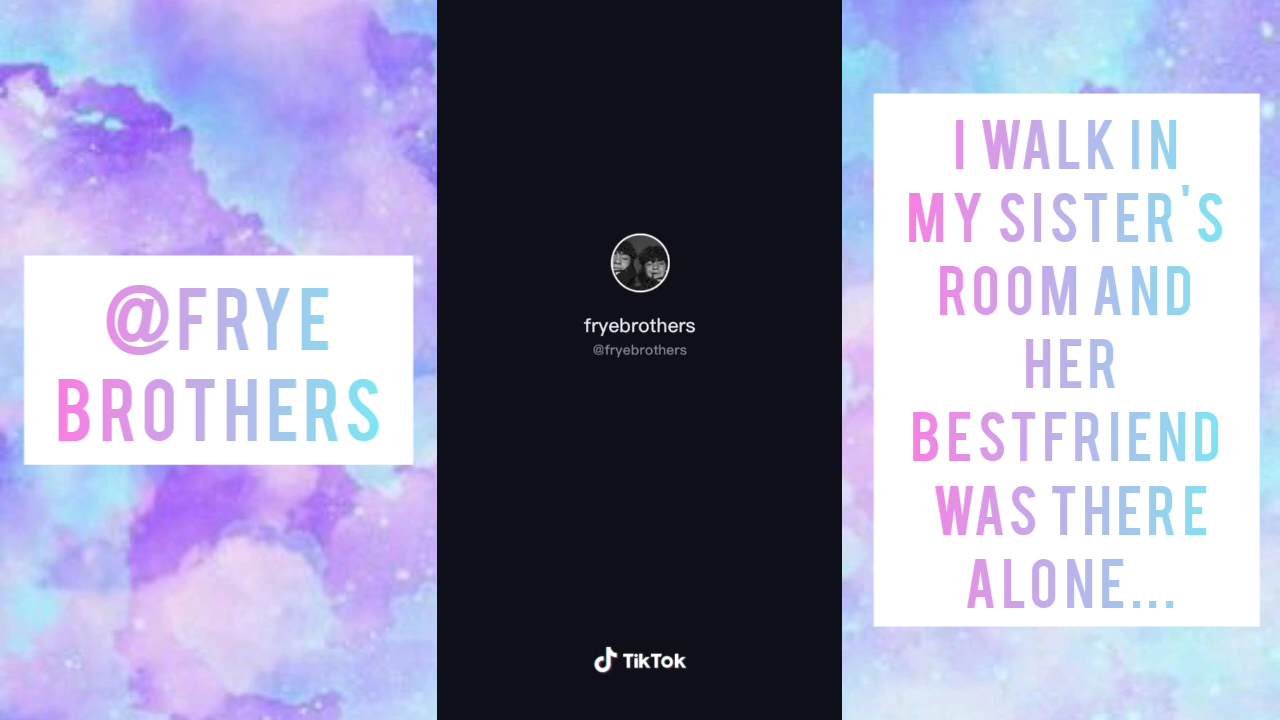 @FRYE
BROTHERS
fryebrothers
@fryebrothers
TikTok
I WALK IN
MY SISTER'S
ROOM AND
HER
BESTFRIEND
WAS THERE
ALONE...